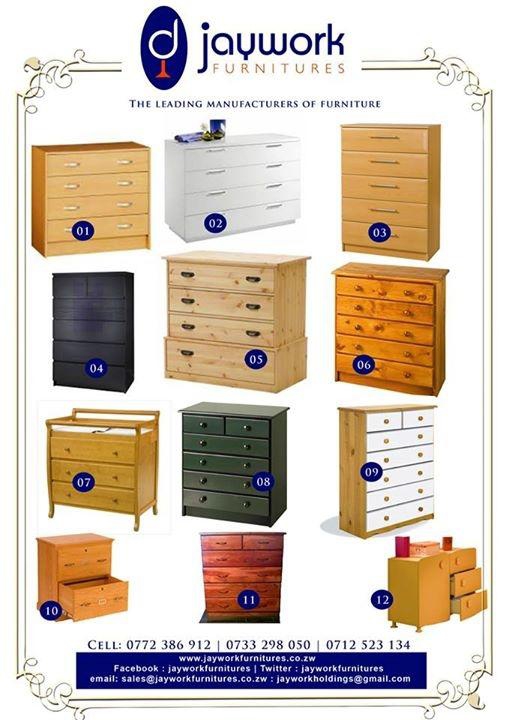 jaywork
FURNITURES
THE LEADING MANUFACTURERS OF FURNITURE
01
02
03
04
05
06
07
08
09
10
11
12
CELL: 0772 386 912 | 0733 298 050 | 0712 523 134
www.jayworkfurnitures.co.zw
Facebook : jayworkfurnitures | Twitter : jayworkfurnitures
email: sales@jayworkfurnitures.co.zw : jayworkholdings@gmail.com